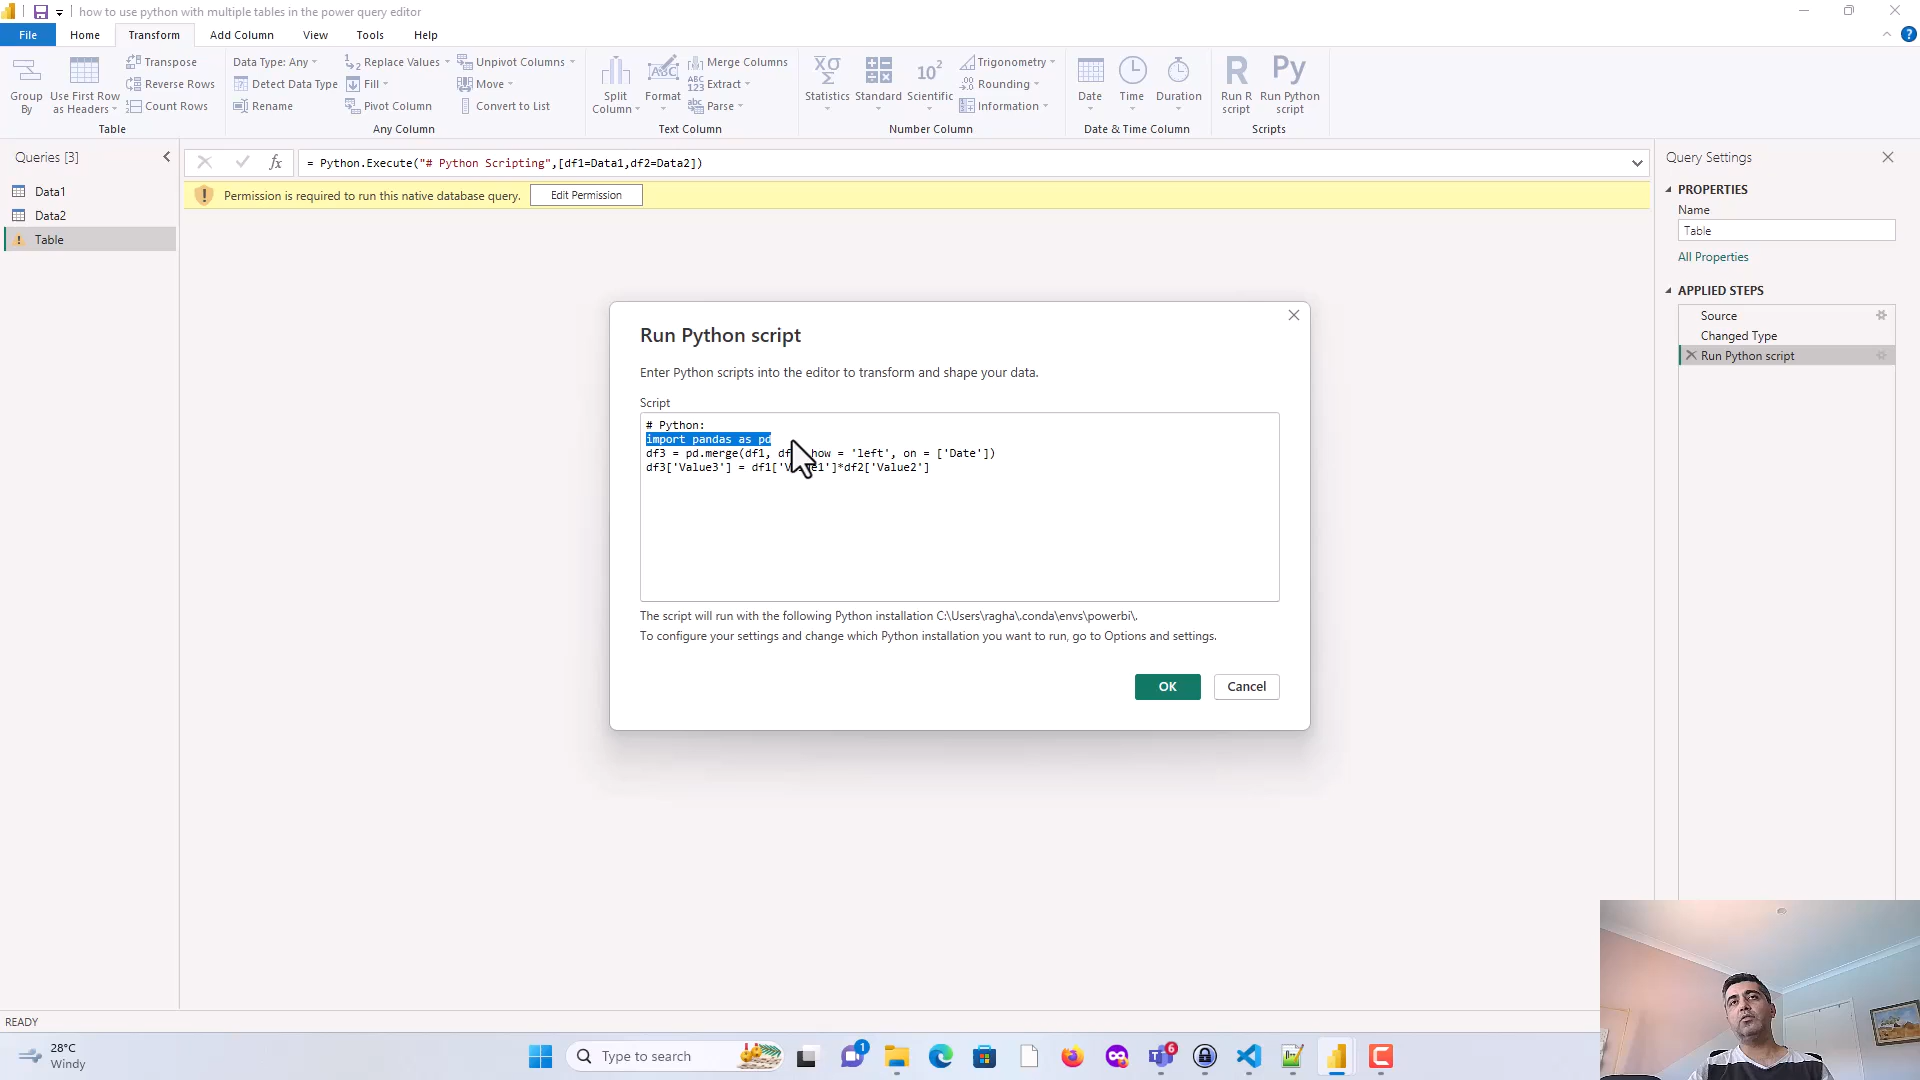 how to use python with multiple tables in the power query editor
File
Home
Transform
Add Column
View
Tools
Help
Group By
Use First Row as Headers
Transpose
Reverse Rows
Count Rows
Table
Data Type: Any
Detect Data Type
Rename
Replace Values
Fill
Pivot Column
Unpivot Columns
Move
Convert to List
Any Column
Split Column
Format
Merge Columns
Extract
Parse
Text Column
Statistics
Standard
Scientific
Trigonometry
Rounding
Information
Number Column
Date
Time
Duration
Date & Time Column
Run R script
Run Python script
Scripts
Queries [3]
Data1
Data2
Table
fx
= Python.Execute("# Python Scripting",[df1=Data1,df2=Data2])
Permission is required to run this native database query.
Edit Permission
Query Settings
PROPERTIES
Name
Table
All Properties
APPLIED STEPS
Source
Changed Type
Run Python script
Run Python script
Enter Python scripts into the editor to transform and shape your data.
Script
# Python:
import pandas as pd
df3 = pd.merge(df1, how = 'left', on = ['Date'])
df3['Value3'] = df1[ ]*df2['Value2']
The script will run with the following Python installation C:\Users\ragha\.conda\envs\powerbi\.
To configure your settings and change which Python installation you want to run, go to Options and settings.
OK
Cancel
READY
28°C
Windy
Type to search
1
6